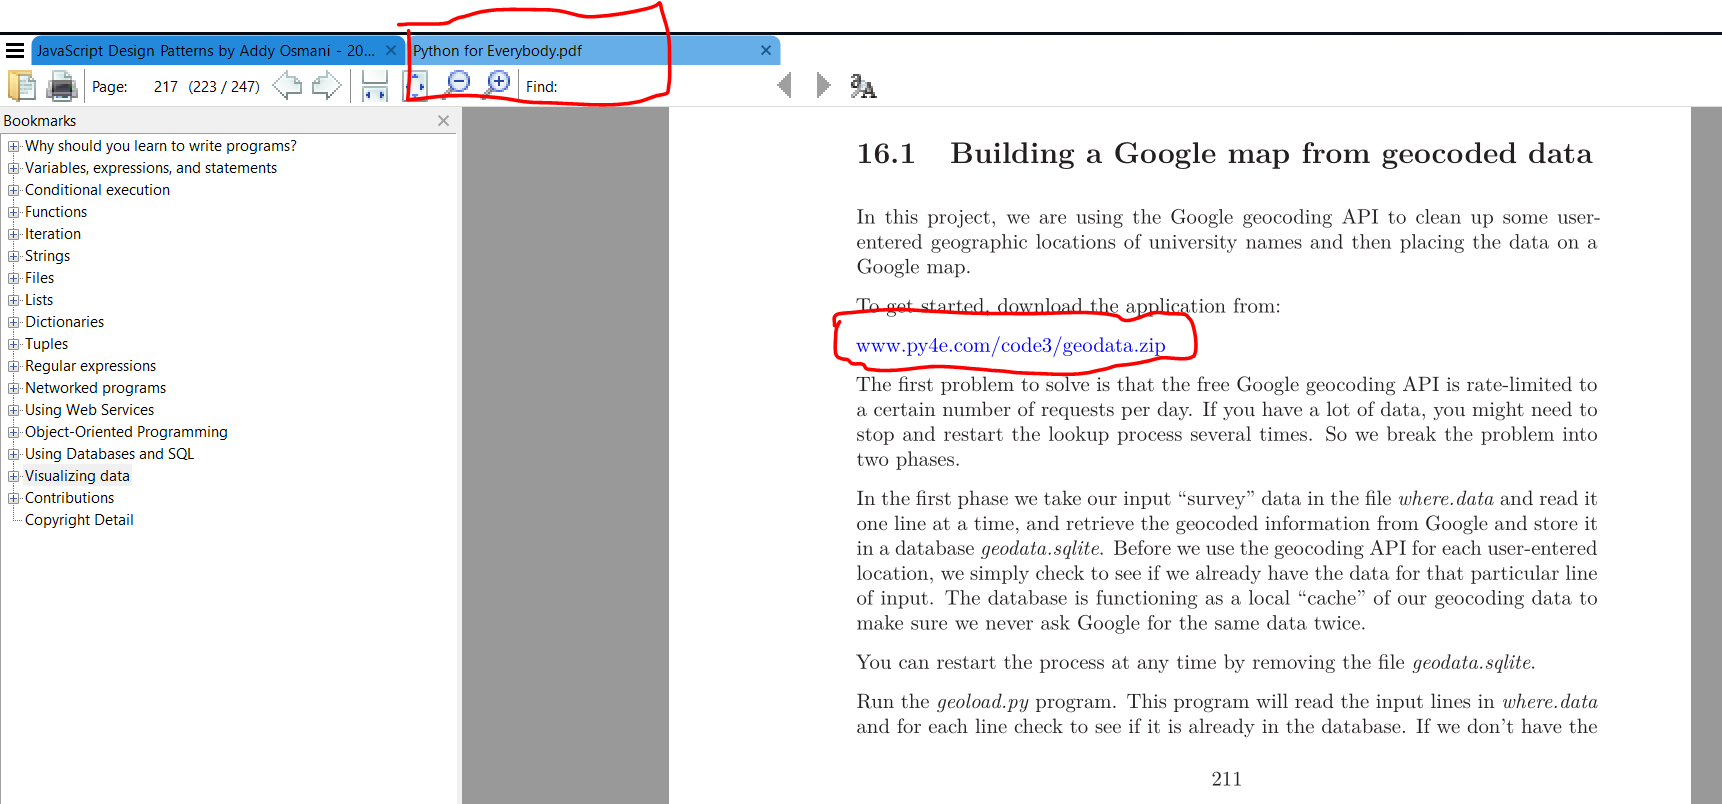 JavaScript Design Patterns by Addy Osmani - 20...
Python for Everybody.pdf
Page: 217 (223 / 247)
Find:
Bookmarks
Why should you learn to write programs?
Variables, expressions, and statements
Conditional execution
Functions
Iteration
Strings
Files
Lists
Dictionaries
Tuples
Regular expressions
Networked programs
Using Web Services
Object-Oriented Programming
Using Databases and SQL
Visualizing data
Contributions
Copyright Detail
16.1 Building a Google map from geocoded data
In this project, we are using the Google geocoding API to clean up some user-
entered geographic locations of university names and then placing the data on a
Google map.
To get started, download the application from:
www.py4e.com/code3/geodata.zip
The first problem to solve is that the free Google geocoding API is rate-limited to
a certain number of requests per day. If you have a lot of data, you might need to
stop and restart the lookup process several times. So we break the problem into
two phases.
In the first phase we take our input “survey” data in the file where.data and read it
one line at a time, and retrieve the geocoded information from Google and store it
in a database geodata.sqlite. Before we use the geocoding API for each user-entered
location, we simply check to see if we already have the data for that particular line
of input. The database is functioning as a local “cache” of our geocoding data to
make sure we never ask Google for the same data twice.
You can restart the process at any time by removing the file geodata.sqlite.
Run the geoload.py program. This program will read the input lines in where.data
and for each line check to see if it is already in the database. If we don’t have the
211